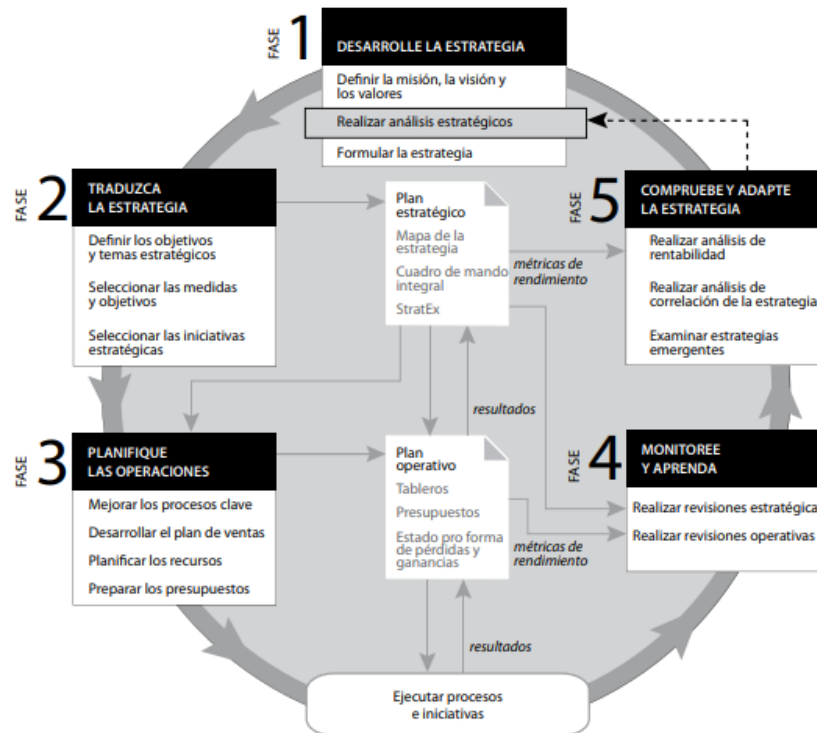 FASE 1
DESARROLLE LA ESTRATEGIA
Definir la misión, la visión y
los valores
Realizar análisis estratégicos
Formular la estrategia
FASE 2
TRADUZCA
LA ESTRATEGIA
Definir los objetivos
y temas estratégicos
Seleccionar las medidas
y objetivos
Seleccionar las iniciativas
estratégicas
Plan
estratégico
Mapa de la
estrategia
Cuadro de mando
integral
StratEx
métricas de
rendimiento
FASE 5
COMPRUEBE Y ADAPTE
LA ESTRATEGIA
Realizar análisis de
rentabilidad
Realizar análisis de
correlación de la estrategia
Examinar estrategias
emergentes
resultados
FASE 3
PLANIFIQUE
LAS OPERACIONES
Mejorar los procesos clave
Desarrollar el plan de ventas
Planificar los recursos
Preparar los presupuestos
Plan
operativo
Tableros
Presupuestos
Estado pro forma
de pérdidas y
ganancias
métricas de
rendimiento
FASE 4
MONITOREE
Y APRENDA
Realizar revisiones estratégica
Realizar revisiones operativas
resultados
Ejecutar procesos
e iniciativas